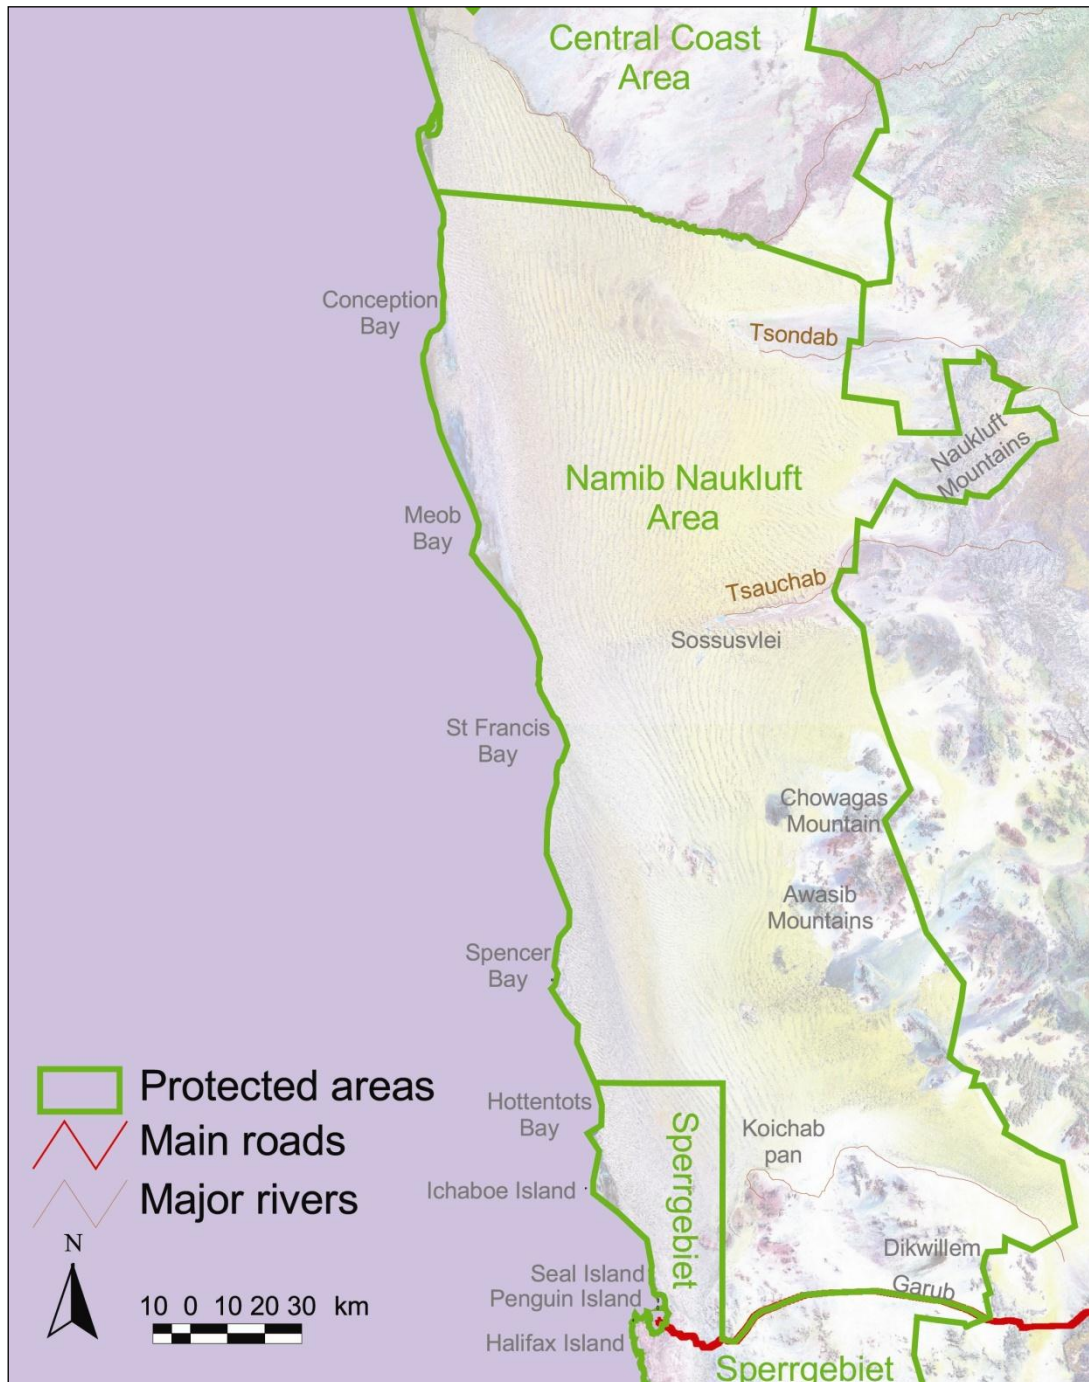 Central Coast
Area
Conception
Bay
Tsondab
Naukluft
Mountains
Namib Naukluft
Area
Meob
Bay
Tsauchab
Sossusvlei
St Francis
Bay
Chowagas
Mountain
Awasib
Mountains
Spencer
Bay
Protected areas
Main roads
Major rivers
N
10 0 10 20 30 km
Hottentots
Bay
Sperrgebiet
Koichab
pan
Ichaboe Island
Dikwillem
Garub
Seal Island
Penguin Island
Halifax Island
Sperrgebiet